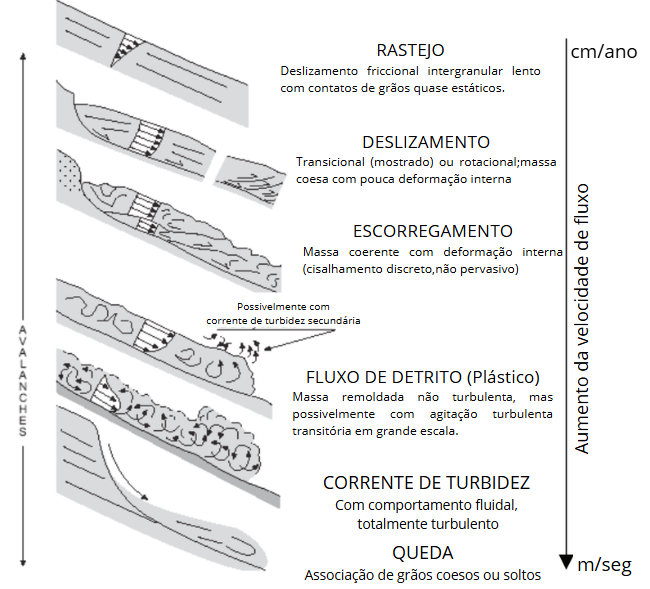 RASTEJO
cm/ano
Deslizamento friccional intergranular lento
com contatos de grãos quase estáticos.
DESLIZAMENTO
Transicional (mostrado) ou rotacional;massa
coesa com pouca deformação interna
ESCORREGAMENTO
Massa coerente com deformação interna
(cisalhamento discreto,não pervasivo)
Possivelmente com
corrente de turbidez secundária
FLUXO DE DETRITO (Plástico)
Massa remoldada não turbulenta, mas
possivelmente com agitação turbulenta
transitória em grande escala.
CORRENTE DE TURBIDEZ
Com comportamento fluidal,
totalmente turbulento
QUEDA
Associação de grãos coesos ou soltos
m/seg
Aumento da velocidade de fluxo
AVALANCHES